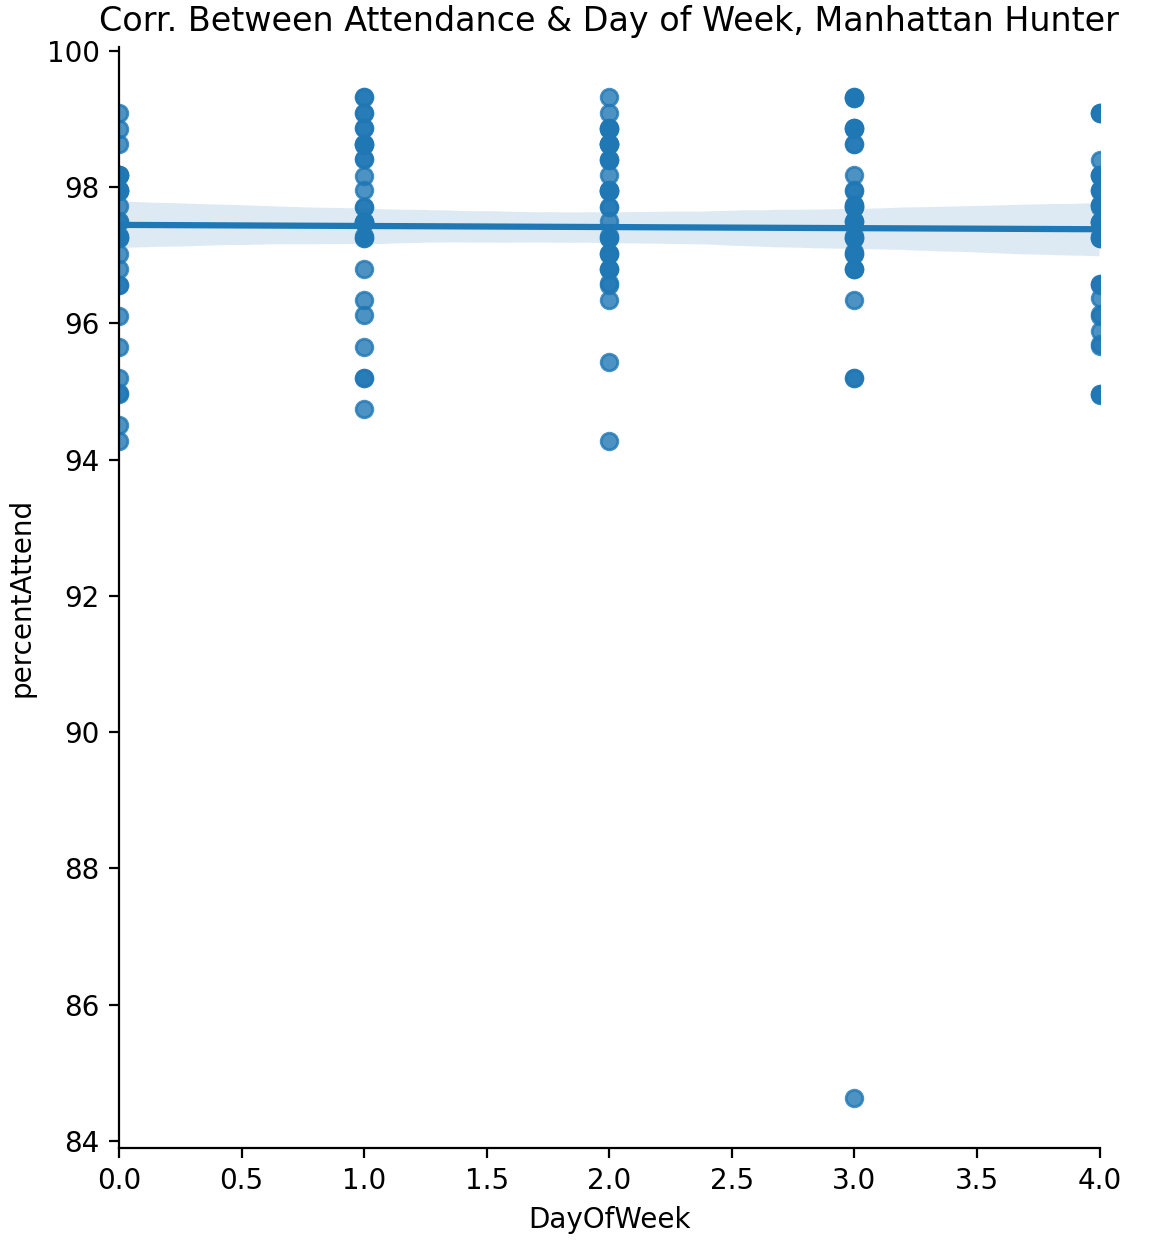 Corr. Between Attendance & Day of Week, Manhattan Hunter
100
98
96
94
92
90
88
86
84
percentAttend
0.0 0.5 1.0 1.5 2.0 2.5 3.0 3.5 4.0
DayOfWeek